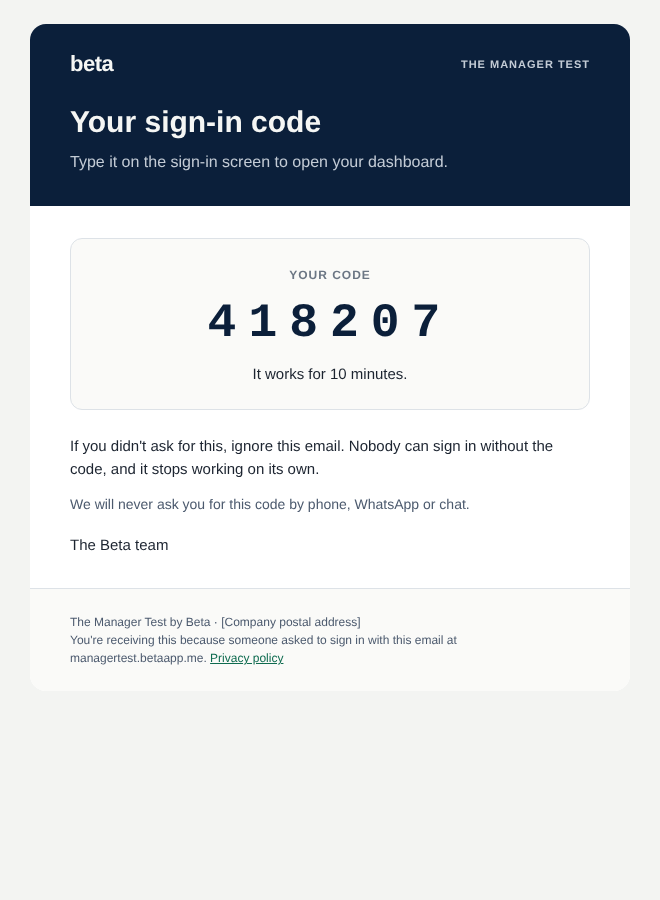 beta
THE MANAGER TEST
Your sign-in code
Type it on the sign-in screen to open your dashboard.
YOUR CODE
418207
It works for 10 minutes.
If you didn't ask for this, ignore this email. Nobody can sign in without the
code, and it stops working on its own.
We will never ask you for this code by phone, WhatsApp or chat.
The Beta team
The Manager Test by Beta · [Company postal address]
You're receiving this because someone asked to sign in with this email at
managertest.betaapp.me. Privacy policy